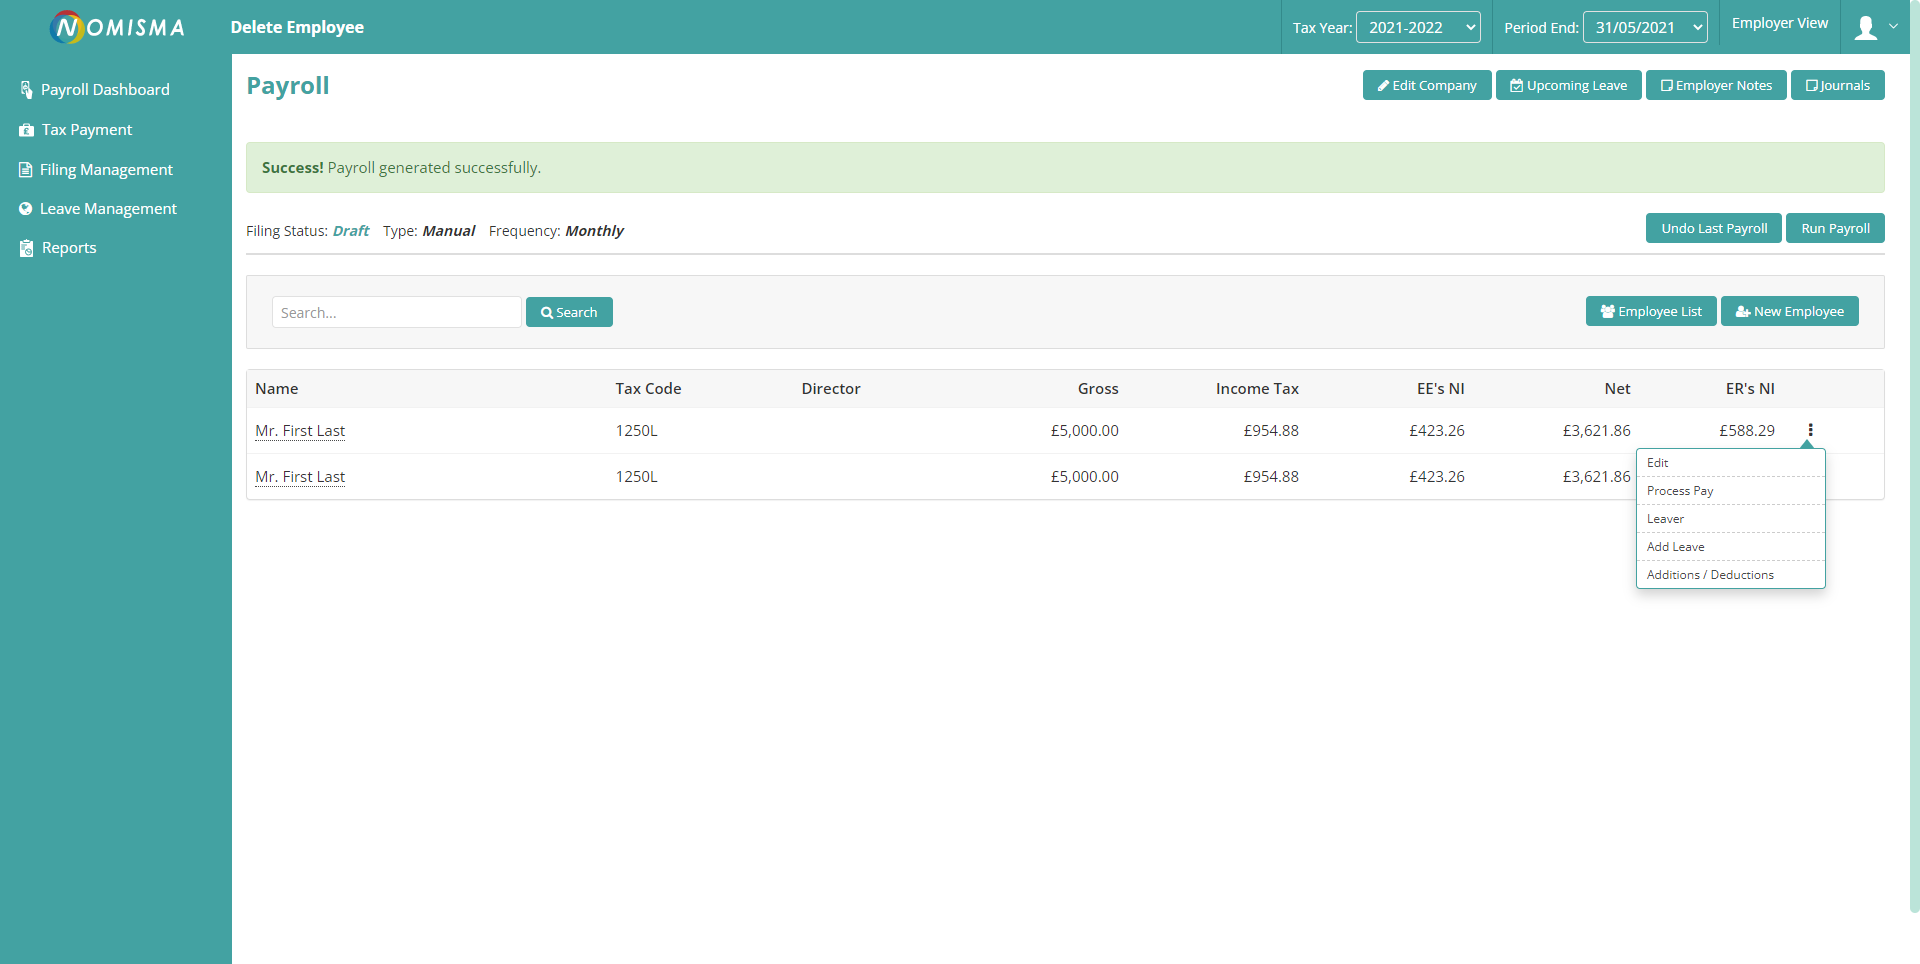 NOMISMA
Delete Employee
Tax Year: 2021-2022
Period End: 31/05/2021
Employer View
Payroll Dashboard
Tax Payment
Filing Management
Leave Management
Reports
Payroll
Edit Company
Upcoming Leave
Employer Notes
Journals
Success! Payroll generated successfully.
Filing Status: Draft Type: Manual Frequency: Monthly
Undo Last Payroll
Run Payroll
Search...
Search
Employee List
New Employee
Name Tax Code Director Gross Income Tax EE's NI Net ER's NI
Mr. First Last 1250L £5,000.00 £954.88 £423.26 £3,621.86 £588.29
Mr. First Last 1250L £5,000.00 £954.88 £423.26 £3,621.86
Edit
Process Pay
Leaver
Add Leave
Additions / Deductions